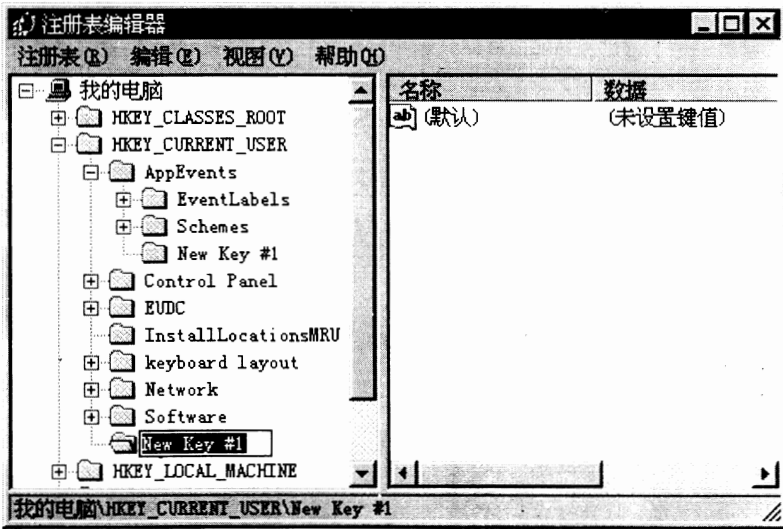 注册表编辑器
注册表(R) 编辑(E) 视图(V) 帮助(H)
我的电脑
HKEY_CLASSES_ROOT
HKEY_CURRENT_USER
AppEvents
EventLabels
Schemes
New Key #1
Control Panel
EUDC
InstallLocationsMRU
keyboard layout
Network
Software
New Key #1
HKEY_LOCAL_MACHINE
名称 数据
ab (默认) (未设置键值)
我的电脑\HKEY_CURRENT_USER\New Key #1